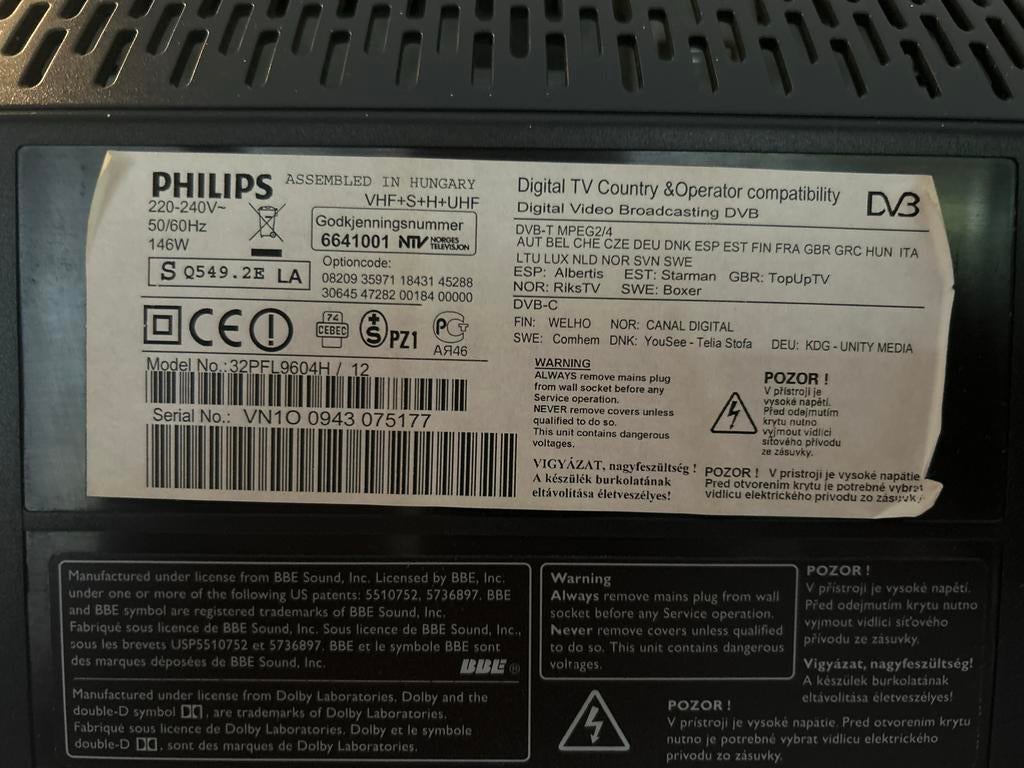 PHILIPS ASSEMBLED IN HUNGARY
220-240V~ VHF+S+H+UHF
50/60Hz
146W
Godkjenningsnummer
6641001 NTV NORGES TELEVISJON
S Q549.2E LA
Optioncode:
08209 35971 18431 45288
30645 47282 00184 00000
CE 74 CEBEC S PZ1 АЯ46
Model No.:32PFL9604H / 12
Serial No.: VN1O 0943 075177
Digital TV Country &Operator compatibility DVB
Digital Video Broadcasting DVB
DVB-T MPEG2/4
AUT BEL CHE CZE DEU DNK ESP EST FIN FRA GBR GRC HUN ITA
LTU LUX NLD NOR SVN SWE
ESP: Albertis EST: Starman GBR: TopUpTV
NOR: RiksTV SWE: Boxer
DVB-C
FIN: WELHO NOR: CANAL DIGITAL
SWE: Comhem DNK: YouSee - Telia Stofa DEU: KDG - UNITY MEDIA
WARNING
ALWAYS remove mains plug
from wall socket before any
Service operation.
NEVER remove covers unless
qualified to do so.
This unit contains dangerous
voltages.
POZOR !
V přístroji je
vysoké napětí.
Před odejmutím
krytu nutno
vyjmout vidlici
síťového přívodu
ze zásuvky.
VIGYÁZAT, nagyfeszültség !
A készülék burkolatának
eltávolítása életveszélyes!
POZOR ! V pristroji je vysoké napätie
Pred otvorenim krytu je potrebné vybrat
vidlicu elektrického privodu zo zásuvky.
Manufactured under license from BBE Sound, Inc. Licensed by BBE, Inc.
under one or more of the following US patents: 5510752, 5736897. BBE
and BBE symbol are registered trademarks of BBE Sound, Inc.
Fabriqué sous licence de BBE Sound, Inc. Sous licence de BBE Sound, Inc.,
sous les brevets USP5510752 et 5736897. BBE et le symbole BBE sont
des marques déposées de BBE Sound, Inc.
BBE ®
Manufactured under license from Dolby Laboratories. Dolby and the
double-D symbol , are trademarks of Dolby Laboratories.
Fabriqué sous licence de Dolby Laboratories. Dolby et le symbole
double-D , sont des marques de Dolby Laboratories.
Warning
Always remove mains plug from wall
socket before any Service operation.
Never remove covers unless qualified
to do so. This unit contains dangerous
voltages.
POZOR !
V přístroji je vysoké napětí.
Před odejmutím krytu nutno
vyjmout vidlici síťového
přívodu ze zásuvky.
Vigyázat, nagyfeszültség!
A készülék burkolatának
eltávolítása életveszélyes!
POZOR !
V prístroji je vysoké napätie. Pred otvorenim krytu
nutno je potrebné vybrat vidlicu elektrického privodu
zo zásuvky.